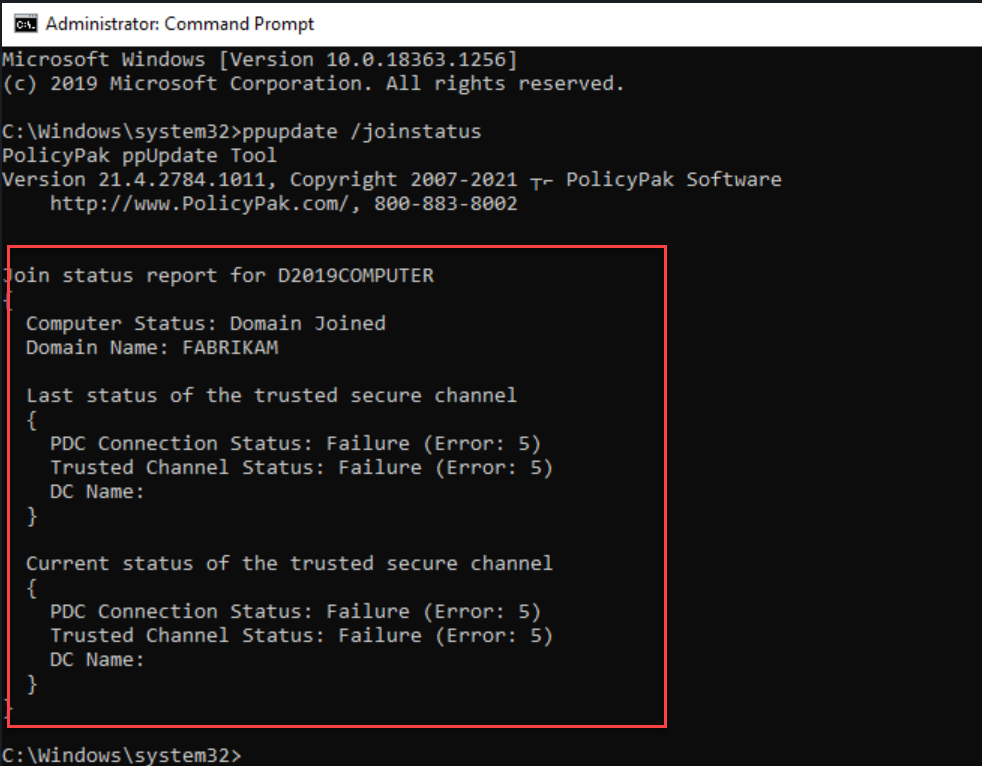 Administrator: Command Prompt
Microsoft Windows [Version 10.0.18363.1256]
(c) 2019 Microsoft Corporation. All rights reserved.
C:\Windows\system32>ppupdate /joinstatus
PolicyPak ppUpdate Tool
Version 21.4.2784.1011, Copyright 2007-2021 ┬⌐ PolicyPak Software
http://www.PolicyPak.com/, 800-883-8002
Join status report for D2019COMPUTER
{
Computer Status: Domain Joined
Domain Name: FABRIKAM
Last status of the trusted secure channel
{
PDC Connection Status: Failure (Error: 5)
Trusted Channel Status: Failure (Error: 5)
DC Name:
}
Current status of the trusted secure channel
{
PDC Connection Status: Failure (Error: 5)
Trusted Channel Status: Failure (Error: 5)
DC Name:
}
}
C:\Windows\system32>